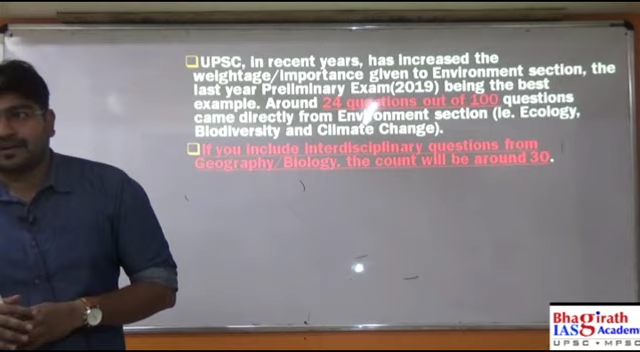 UPSC, in recent years, has increased the
weightage/Importance given to Environment section, the
last year Preliminary Exam(2019) being the best
example. Around 24 questions out of 100 questions
came directly from Environment section (ie. Ecology,
Biodiversity and Climate Change).
If you include interdisciplinary questions from
Geography/Biology, the count will be around 30.
Bhagirath
IAS Academy
UPSC • MPSC